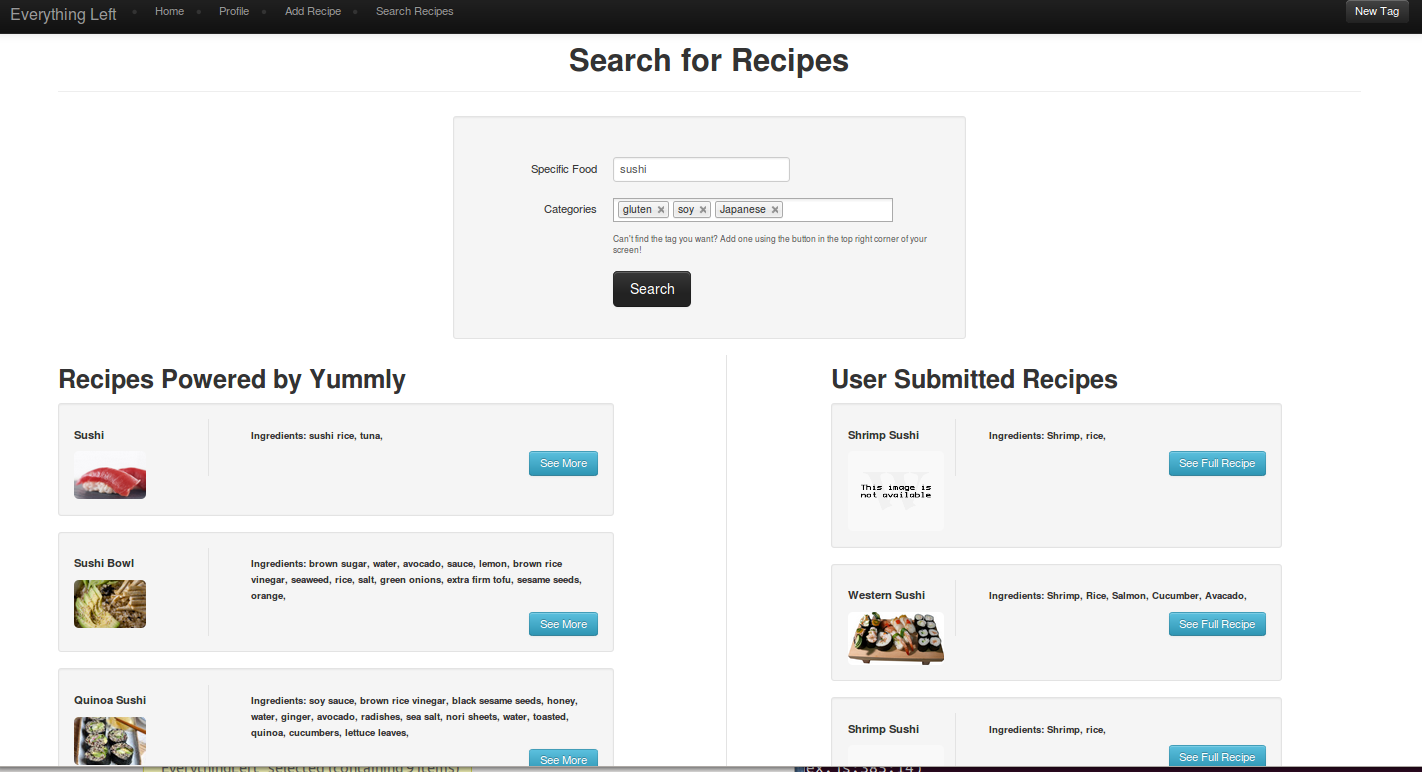 Everything Left
Home
Profile
Add Recipe
Search Recipes
New Tag
Search for Recipes
Specific Food
sushi
Categories
gluten
soy
Japanese
Can't find the tag you want? Add one using the button in the top right corner of your
screen!
Search
Recipes Powered by Yummly
Sushi
Ingredients: sushi rice, tuna,
See More
Sushi Bowl
Ingredients: brown sugar, water, avocado, sauce, lemon, brown rice
vinegar, seaweed, rice, salt, green onions, extra firm tofu, sesame seeds,
orange,
See More
Quinoa Sushi
Ingredients: soy sauce, brown rice vinegar, black sesame seeds, honey,
water, ginger, avocado, radishes, sea salt, nori sheets, water, toasted,
quinoa, cucumbers, lettuce leaves,
See More
User Submitted Recipes
Shrimp Sushi
This image is
not available
Ingredients: Shrimp, rice,
See Full Recipe
Western Sushi
Ingredients: Shrimp, Rice, Salmon, Cucumber, Avacado,
See Full Recipe
Shrimp Sushi
Ingredients: Shrimp, rice,
See Full Recipe